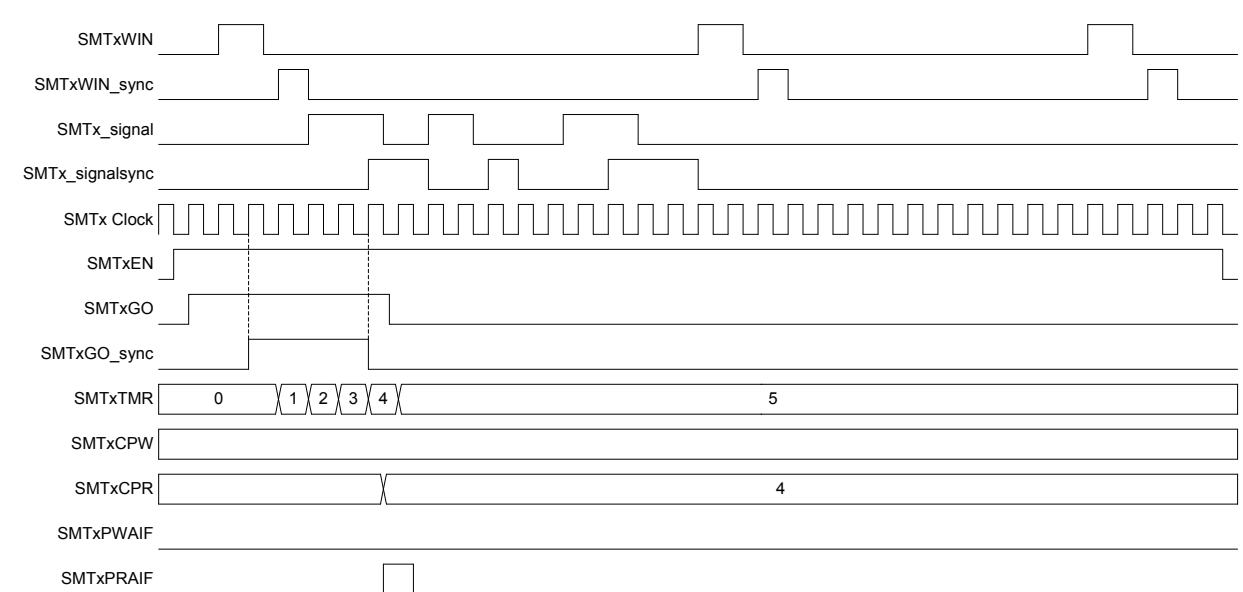 SMTxWIN
SMTxWIN_sync
SMTx_signal
SMTx_signalsync
SMTx Clock
SMTxEN
SMTxGO
SMTxGO_sync
SMTxTMR 0 1 2 3 4 5
SMTxCPW
SMTxCPR 4
SMTxPWAIF
SMTxPRAIF